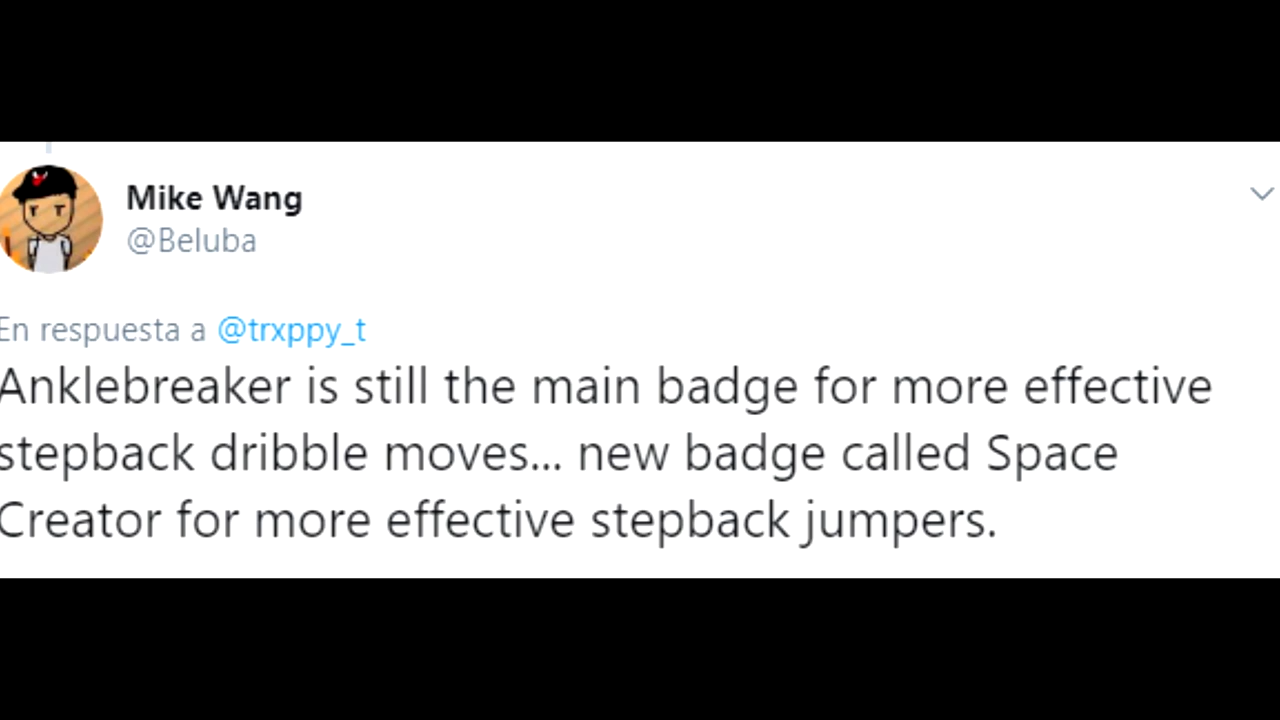 Mike Wang
@Beluba
En respuesta a @trxppy_t
Anklebreaker is still the main badge for more effective
stepback dribble moves... new badge called Space
Creator for more effective stepback jumpers.